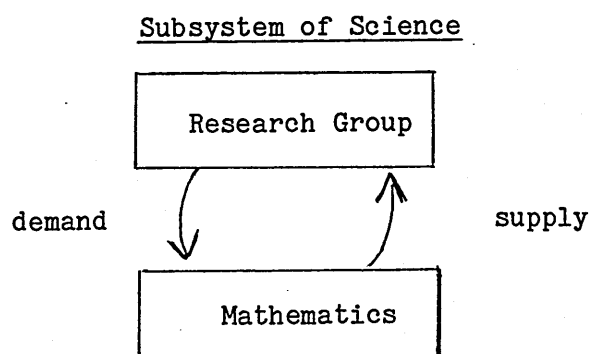 Subsystem of Science
Research Group
demand
supply
Mathematics